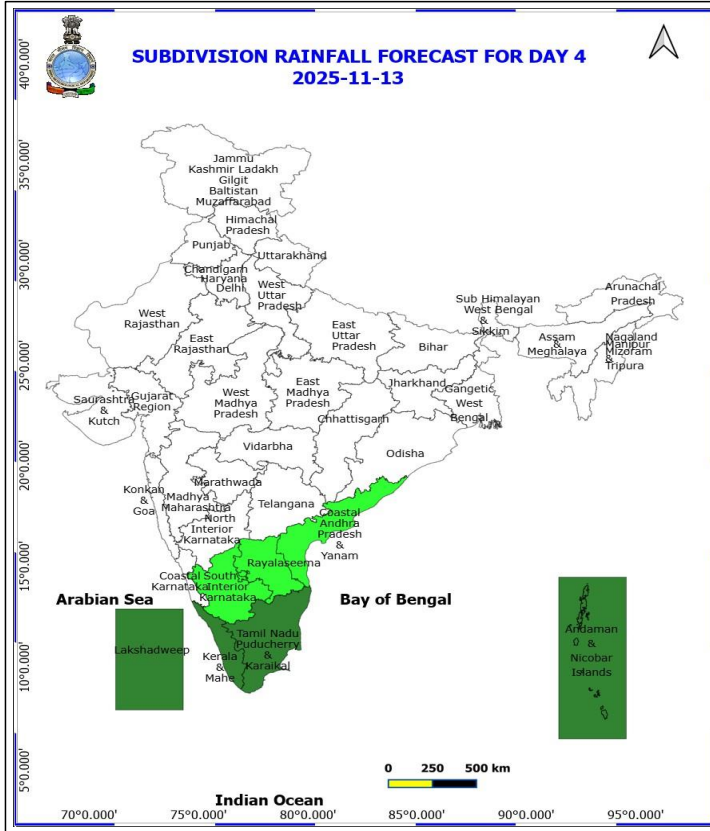 SUBDIVISION RAINFALL FORECAST FOR DAY 4
2025-11-13
40°0.000'
35°0.000'
30°0.000'
25°0.000'
20°0.000'
15°0.000'
10°0.000'
5°0.000'
Jammu
Kashmir Ladakh
Gilgit
Baltistan
Muzaffarabad
Himachal
Pradesh
Punjab
Uttarakhand
Chandigarh
Haryana
Delhi
West
Uttar
Pradesh
Arunachal
Pradesh
West
Rajasthan
East
Rajasthan
East
Uttar
Pradesh
Bihar
Sub Himalayan
West Bengal
&
Sikkim
Assam
&
Meghalaya
Nagaland
Manipur
Mizoram
&
Tripura
Saurashtra
&
Kutch
Gujarat
Region
West
Madhya
Pradesh
East
Madhya
Pradesh
Jharkhand
Gangetic
West
Bengal
Chhattisgarh
Vidarbha
Odisha
Konkan
&
Goa
Madhya
Maharashtra
Marathwada
Telangana
North
Interior
Karnataka
Coastal
Andhra
Pradesh
&
Yanam
Rayalaseema
Coastal
Karnataka
South
Interior
Karnataka
Arabian Sea
Bay of Bengal
Lakshadweep
Kerala
&
Mahe
Tamil Nadu
Puducherry
&
Karaikal
Andaman
&
Nicobar
Islands
0 250 500 km
Indian Ocean
70°0.000' 75°0.000' 80°0.000' 85°0.000' 90°0.000' 95°0.000'